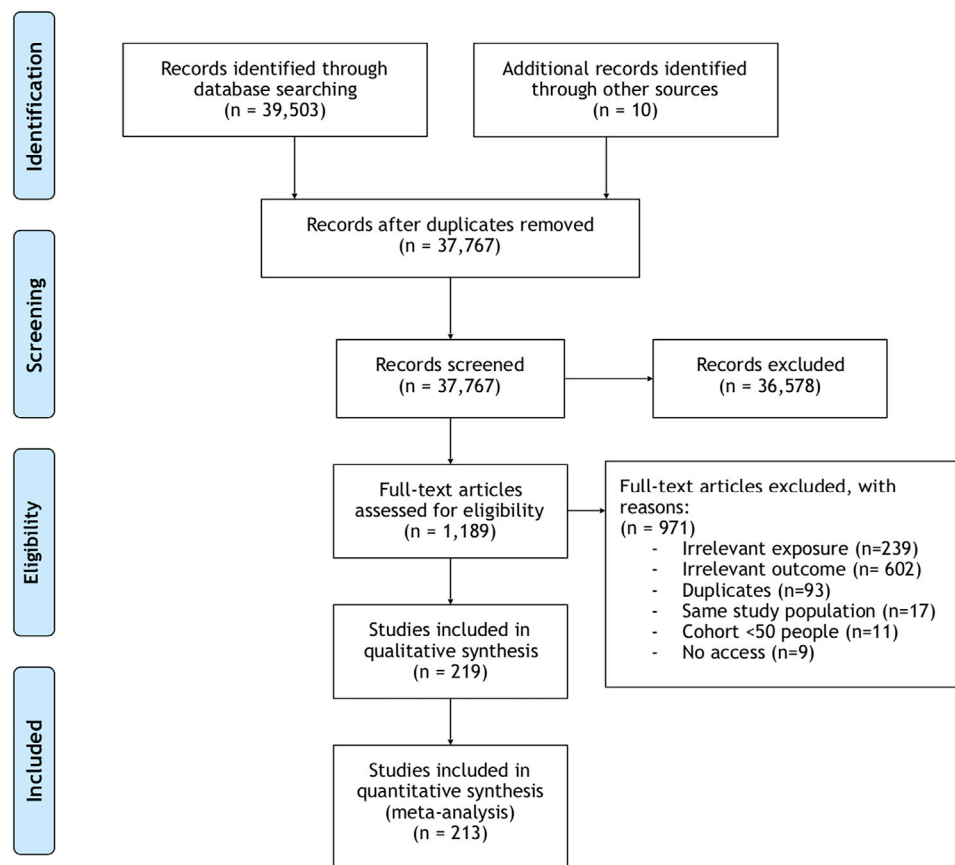 Identification
Records identified through
database searching
(n = 39,503)
Additional records identified
through other sources
(n = 10)
Records after duplicates removed
(n = 37,767)
Screening
Records screened
(n = 37,767)
Records excluded
(n = 36,578)
Eligibility
Full-text articles
assessed for eligibility
(n = 1,189)
Full-text articles excluded, with
reasons:
(n = 971)
- Irrelevant exposure (n=239)
- Irrelevant outcome (n= 602)
- Duplicates (n=93)
- Same study population (n=17)
- Cohort <50 people (n=11)
- No access (n=9)
Studies included in
qualitative synthesis
(n = 219)
Included
Studies included in
quantitative synthesis
(meta-analysis)
(n = 213)